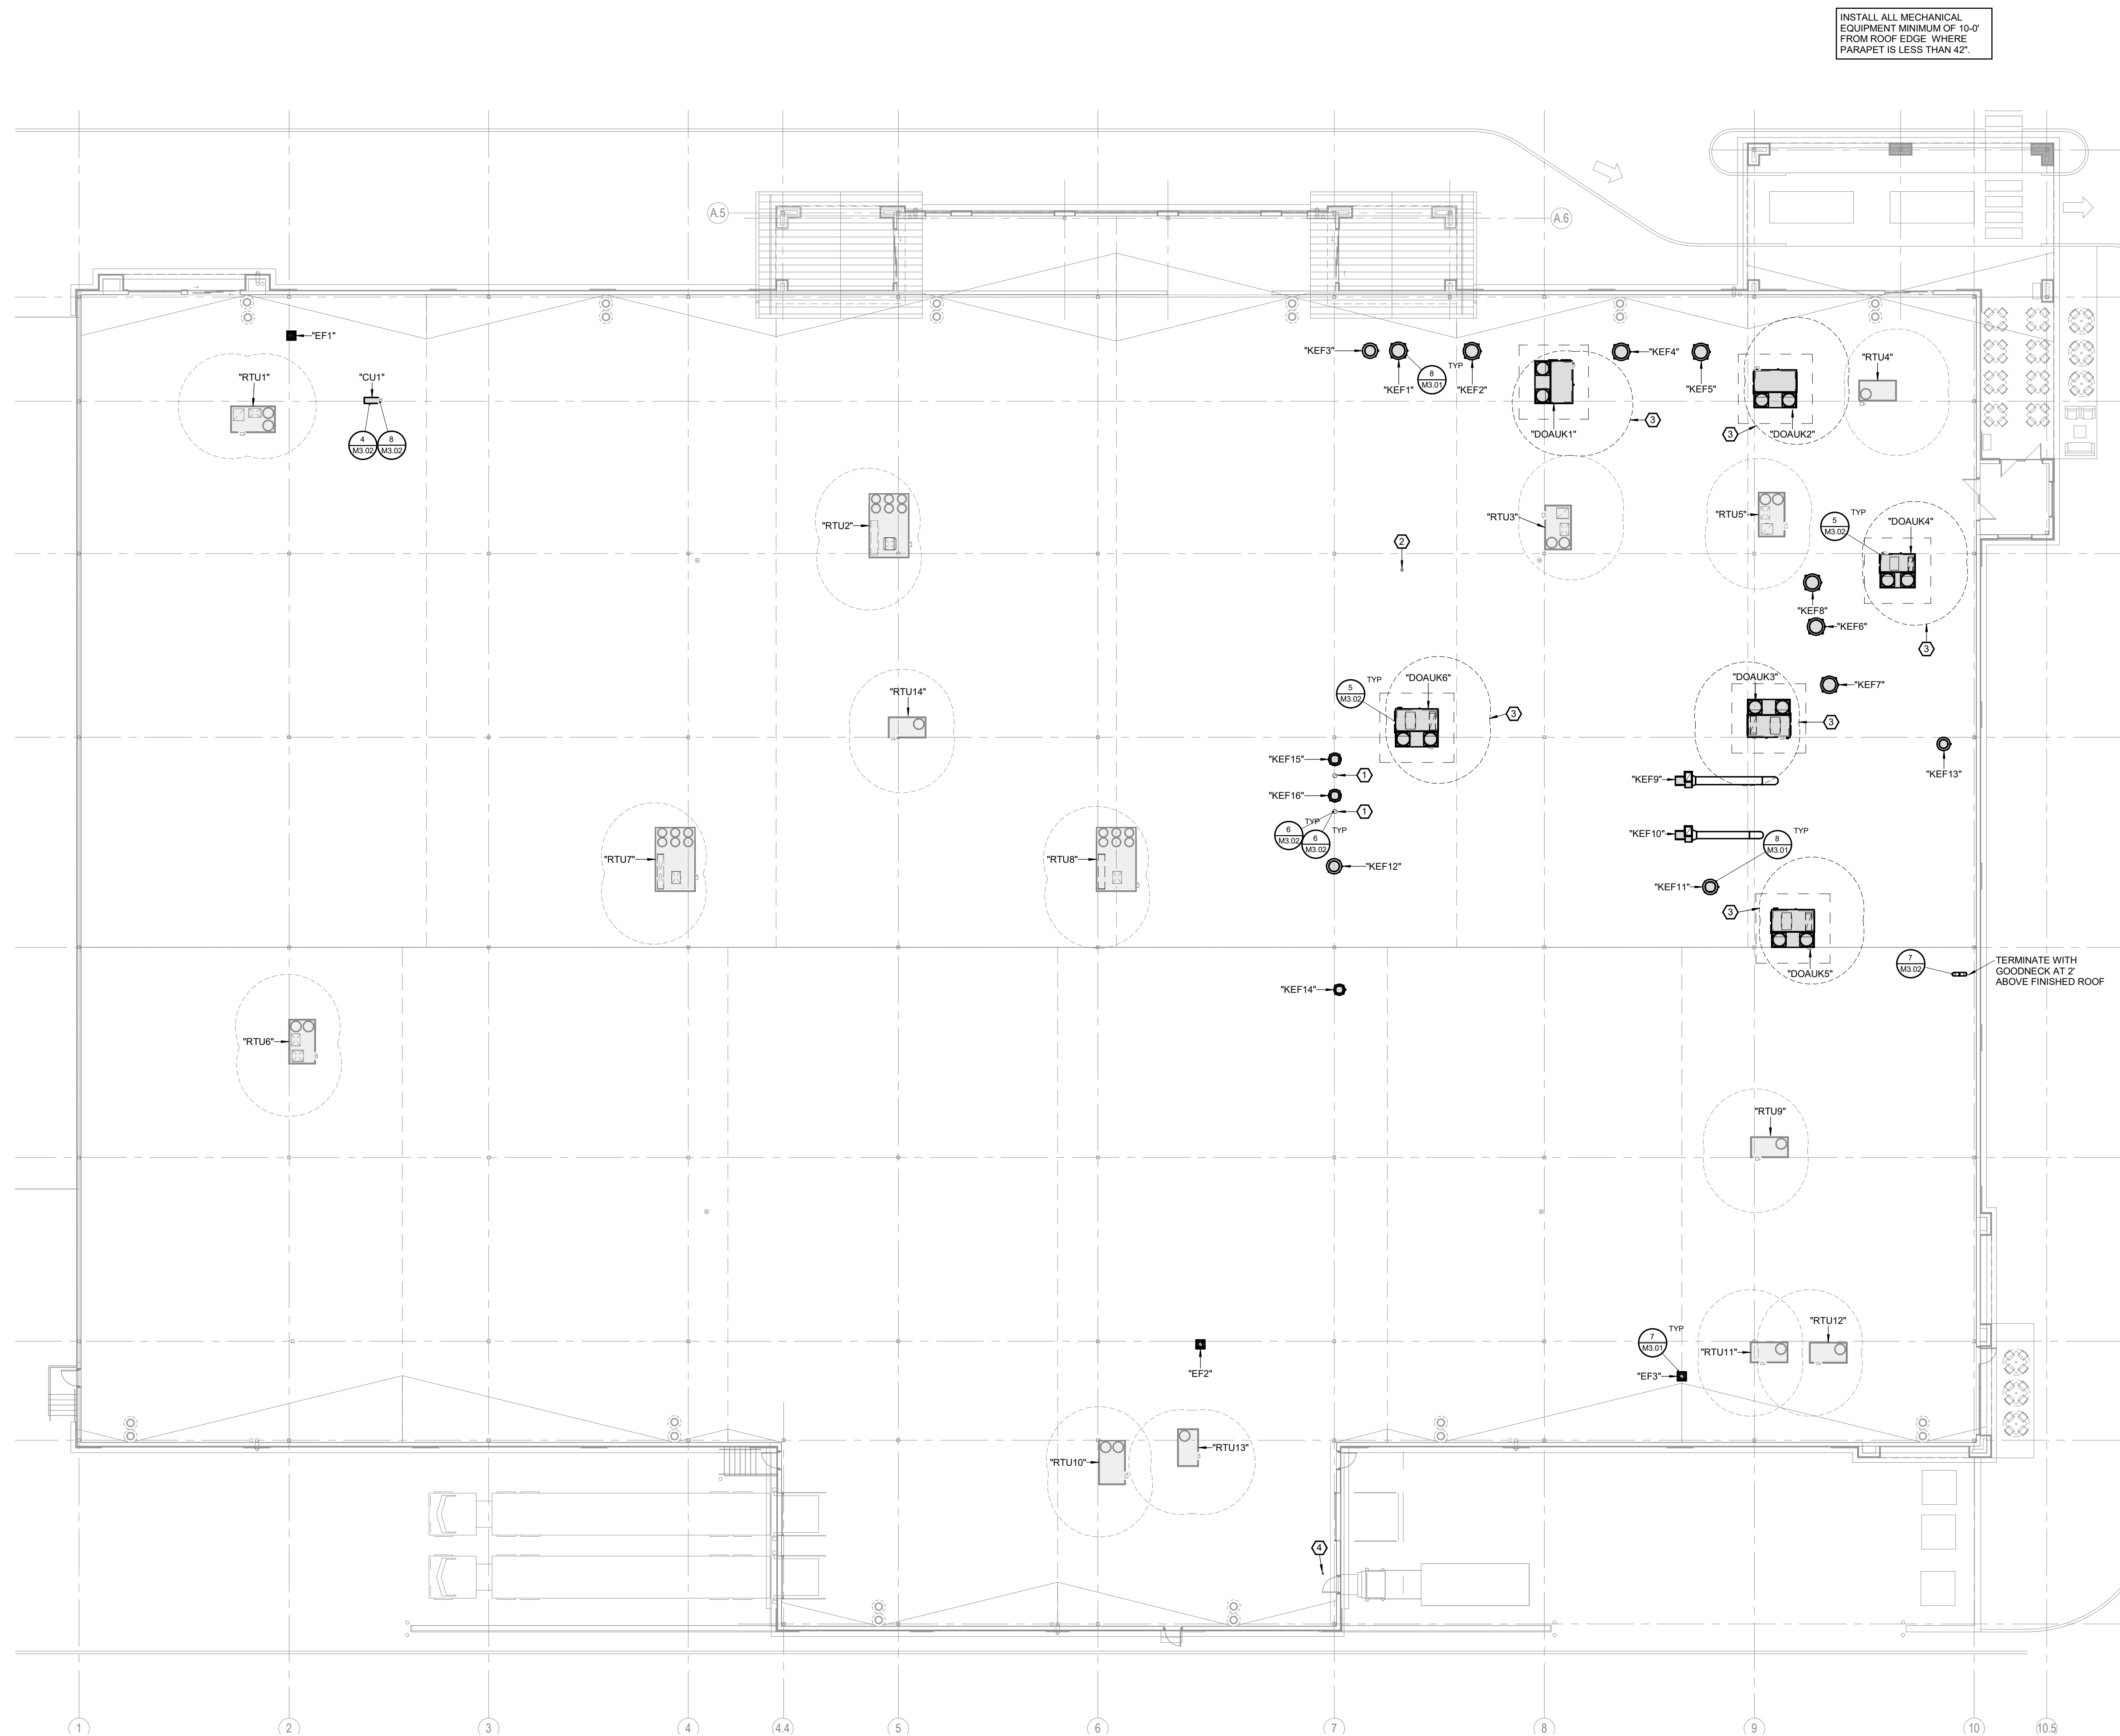 INSTALL ALL MECHANICAL
EQUIPMENT MINIMUM OF 10-0'
FROM ROOF EDGE WHERE
PARAPET IS LESS THAN 42".
A.5
A.6
"EF1"
"KEF3"
8
M3.01
TYP
"KEF1"
"KEF2"
"KEF4"
"KEF5"
"RTU4"
"RTU1"
"CU1"
4
M3.02
8
M3.02
"DOAUK1"
3
3
"DOAUK2"
"RTU2"
"RTU3"
"RTU5"
5
M3.02
TYP
"DOAUK4"
2
"KEF8"
"KEF6"
3
"RTU14"
5
M3.02
TYP
"DOAUK6"
3
"DOAUK3"
"KEF7"
3
"KEF15"
1
"KEF9"
"KEF13"
"KEF16"
1
6
M3.02
TYP
6
M3.02
TYP
"KEF10"
8
M3.01
TYP
"RTU7"
"RTU8"
"KEF12"
"KEF11"
3
"DOAUK5"
7
M3.02
TERMINATE WITH
GOODNECK AT 2'
ABOVE FINISHED ROOF
"KEF14"
"RTU6"
"RTU9"
"EF2"
7
M3.01
TYP
"EF3"
"RTU11"
"RTU12"
"RTU10"
"RTU13"
4
1
2
3
4
4.4
5
6
7
8
9
10
10.5